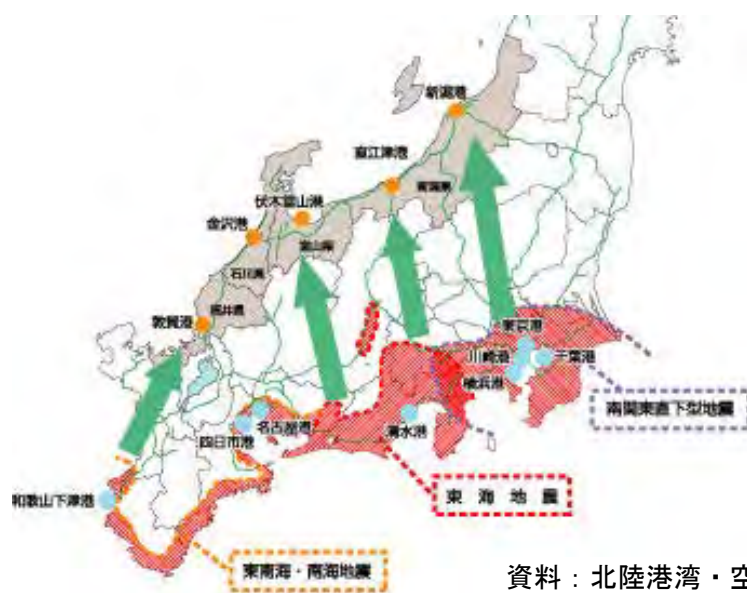 新潟港
直江津港
新潟県
伏木富山港
金沢港
富山県
石川県
福井県
敦賀港
東京港
川崎港
千葉港
横浜港
南関東直下型地震
名古屋港
四日市港
清水港
和歌山下津港
東海地震
東南海・南海地震
資料：北陸港湾・空